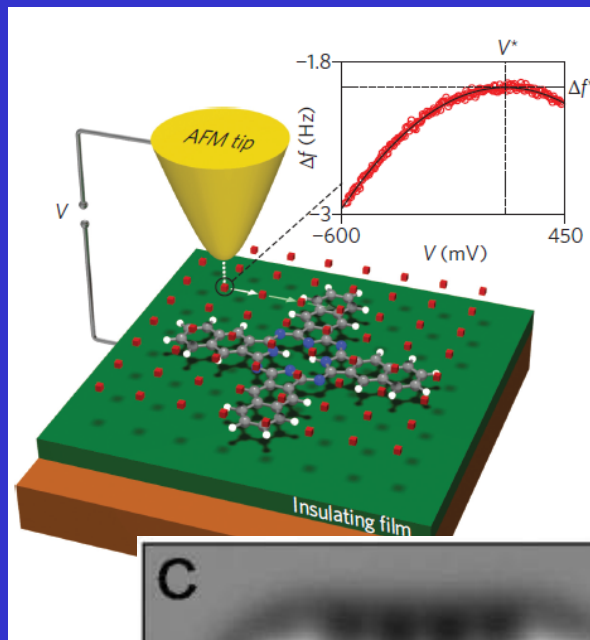 V*
−1.8
Δf*
AFM tip
Δf (Hz)
V
−3
−600
450
V (mV)
Insulating film
C